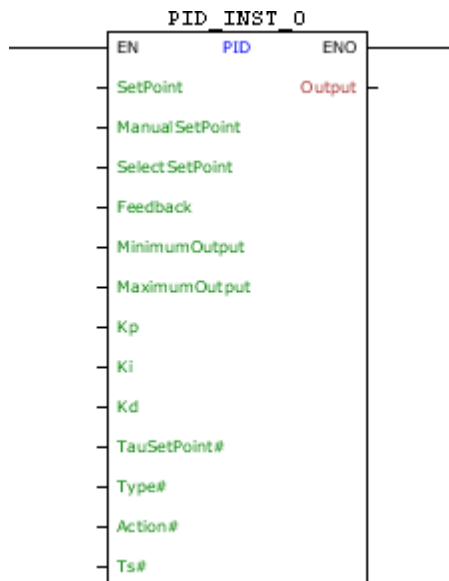 PID_INST_0
EN PID ENO
SetPoint Output
ManualSetPoint
SelectSetPoint
Feedback
MinimumOutput
MaximumOutput
Kp
Ki
Kd
TauSetPoint#
Type#
Action#
Ts#